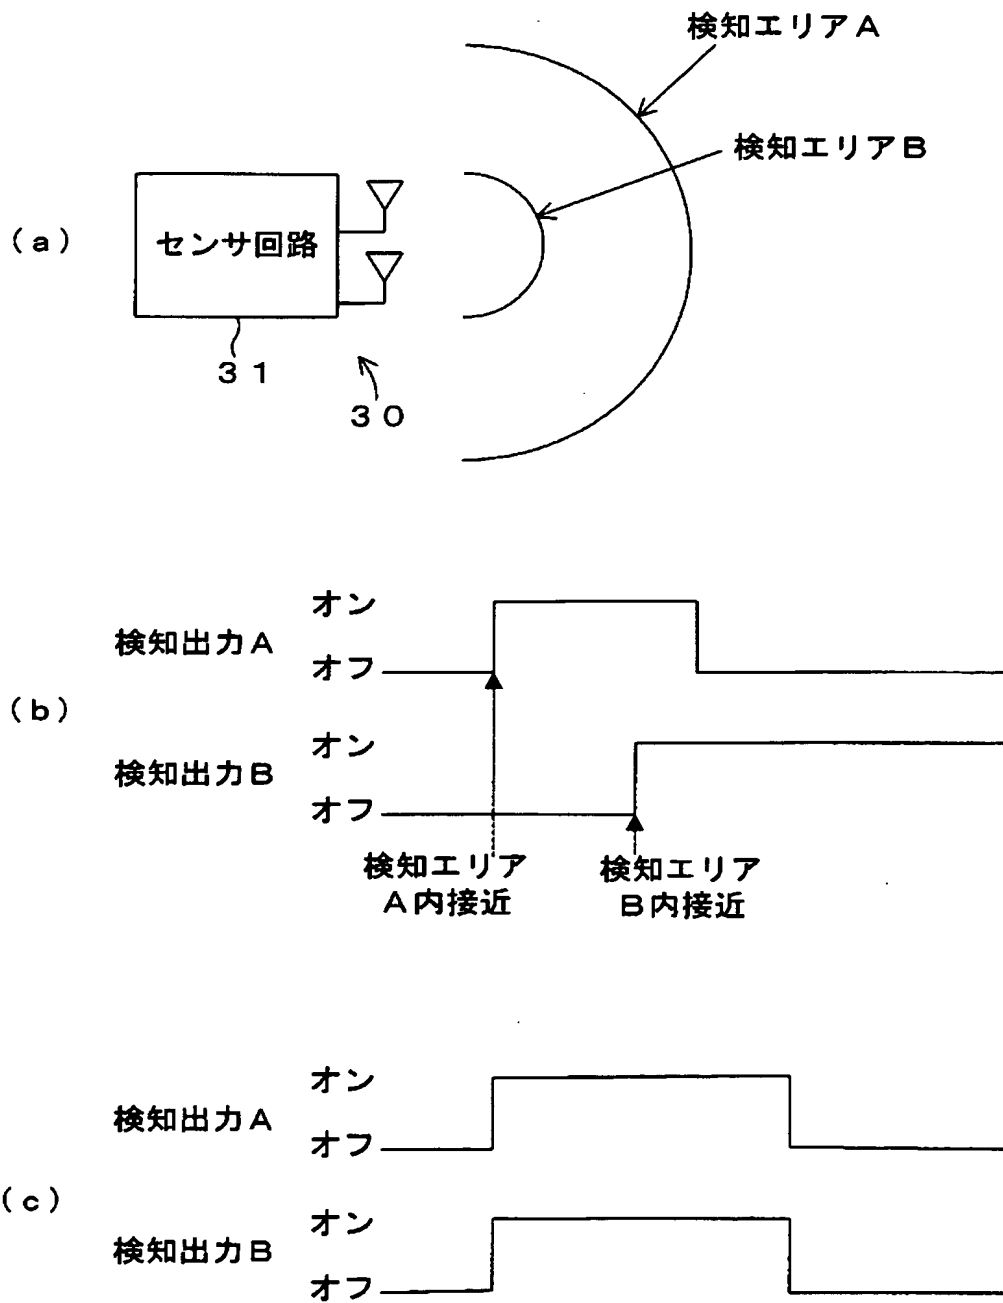 検知エリアA
検知エリアB
(a)
センサ回路
31
30
(b)
検知出力A
オン
オフ
検知出力B
オン
オフ
検知エリア
A内接近
検知エリア
B内接近
(c)
検知出力A
オン
オフ
検知出力B
オン
オフ